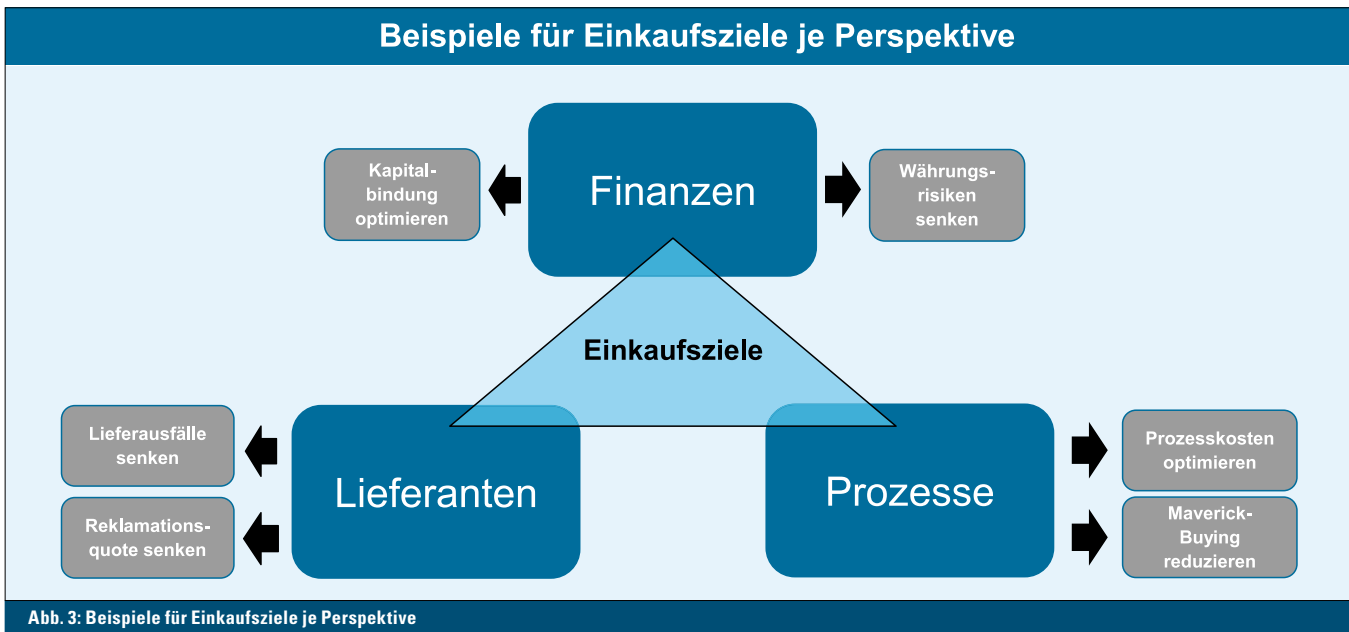 Beispiele für Einkaufsziele je Perspektive
Kapital-
bindung
optimieren
Finanzen
Währungs-
risiken
senken
Einkaufsziele
Lieferausfälle
senken
Reklamations-
quote senken
Lieferanten
Prozesse
Prozesskosten
optimieren
Maverick-
Buying
reduzieren
Abb. 3: Beispiele für Einkaufsziele je Perspektive